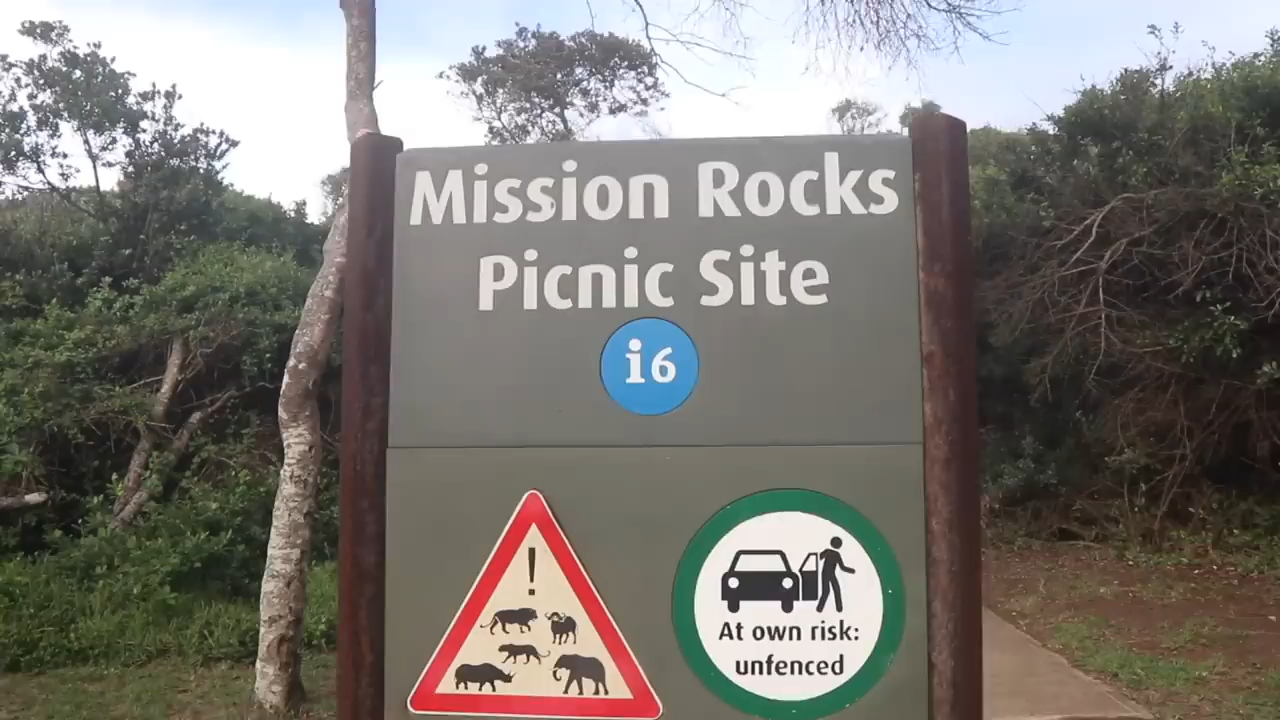 Mission Rocks
Picnic Site
i6
!
At own risk:
unfenced